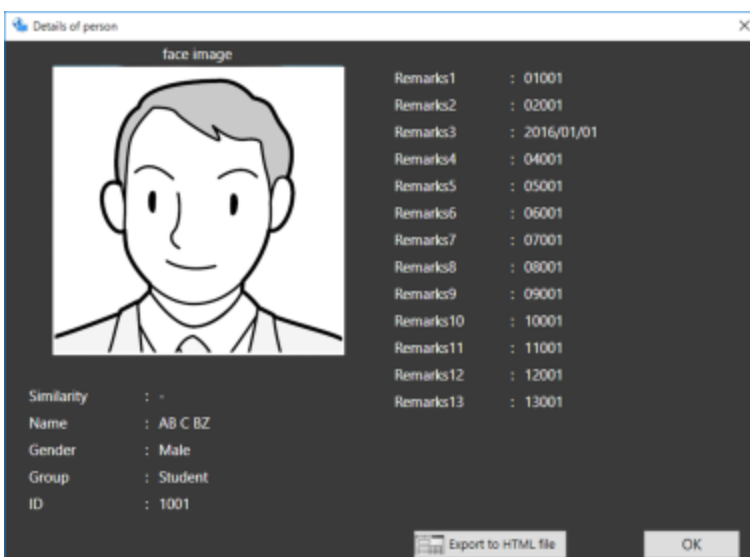 Details of person
face image
Remarks1 : 01001
Remarks2 : 02001
Remarks3 : 2016/01/01
Remarks4 : 04001
Remarks5 : 05001
Remarks6 : 06001
Remarks7 : 07001
Remarks8 : 08001
Remarks9 : 09001
Remarks10 : 10001
Remarks11 : 11001
Remarks12 : 12001
Remarks13 : 13001
Similarity : -
Name : AB C BZ
Gender : Male
Group : Student
ID : 1001
Export to HTML file
OK